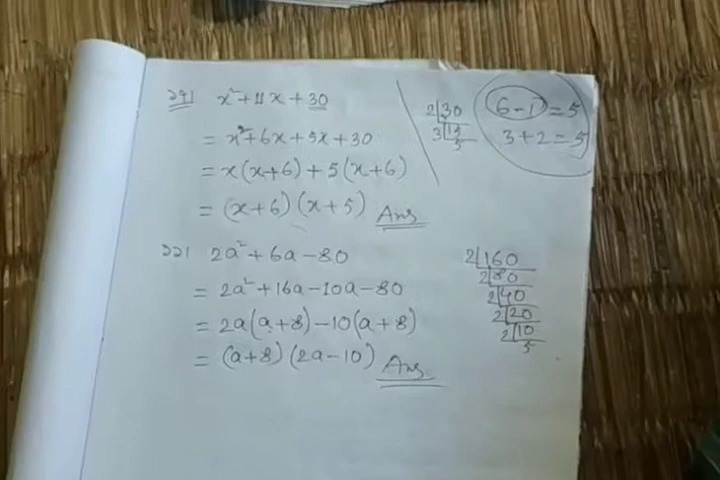 ২১। x² + 11x + 30
= x² + 6x + 5x + 30
= x(x+6) + 5(x+6)
= (x+6) (x+5) Ans
2|30
3|15
5
6-1 = 5
3+2 = 5
২২। 2a² + 6a - 80
= 2a² + 16a - 10a - 80
= 2a(a+8) - 10(a+8)
= (a+8) (2a-10) Ans
2|160
2|80
2|40
2|20
2|10
5